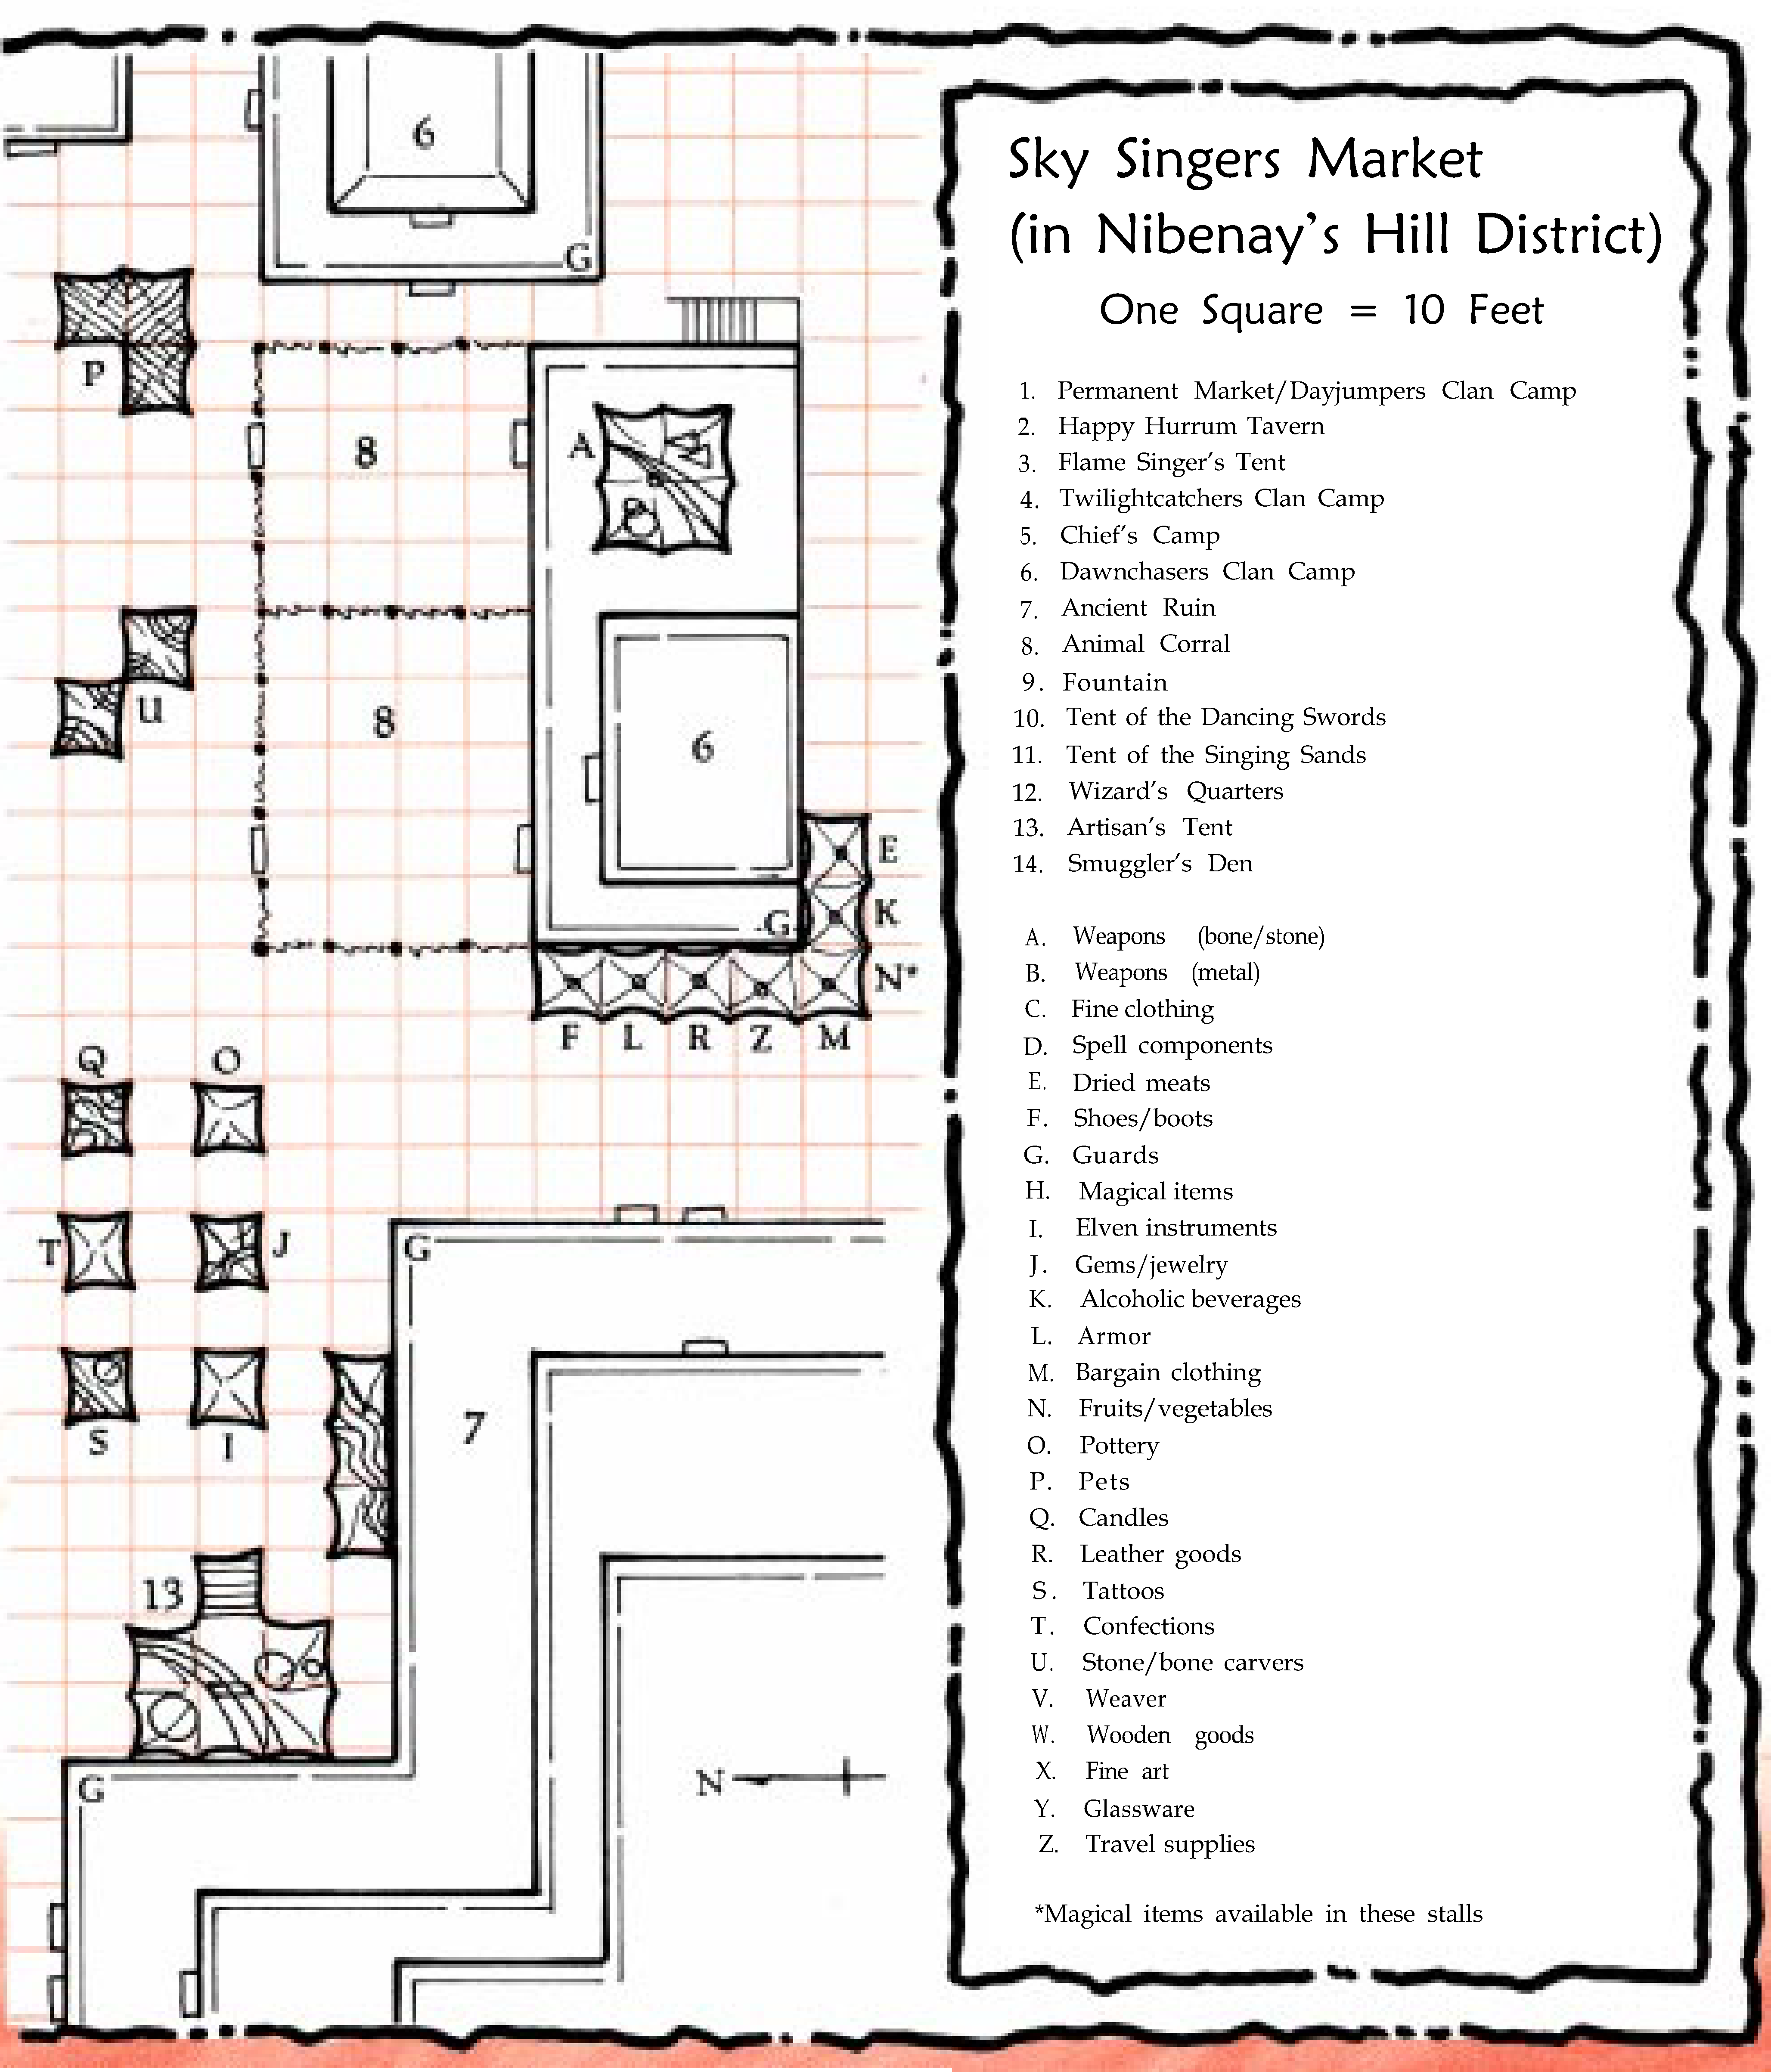 6
G
P
8
A
U
8
6
E
G
K
N*
F L R Z M
Q O
T J
G
S I
7
13
G
N
Sky Singers Market
(in Nibenay's Hill District)
One Square = 10 Feet
1. Permanent Market/Dayjumpers Clan Camp
2. Happy Hurrum Tavern
3. Flame Singer's Tent
4. Twilightcatchers Clan Camp
5. Chief's Camp
6. Dawnchasers Clan Camp
7. Ancient Ruin
8. Animal Corral
9. Fountain
10. Tent of the Dancing Swords
11. Tent of the Singing Sands
12. Wizard's Quarters
13. Artisan's Tent
14. Smuggler's Den
A. Weapons (bone/stone)
B. Weapons (metal)
C. Fine clothing
D. Spell components
E. Dried meats
F. Shoes/boots
G. Guards
H. Magical items
I. Elven instruments
J. Gems/jewelry
K. Alcoholic beverages
L. Armor
M. Bargain clothing
N. Fruits/vegetables
O. Pottery
P. Pets
Q. Candles
R. Leather goods
S. Tattoos
T. Confections
U. Stone/bone carvers
V. Weaver
W. Wooden goods
X. Fine art
Y. Glassware
Z. Travel supplies
*Magical items available in these stalls